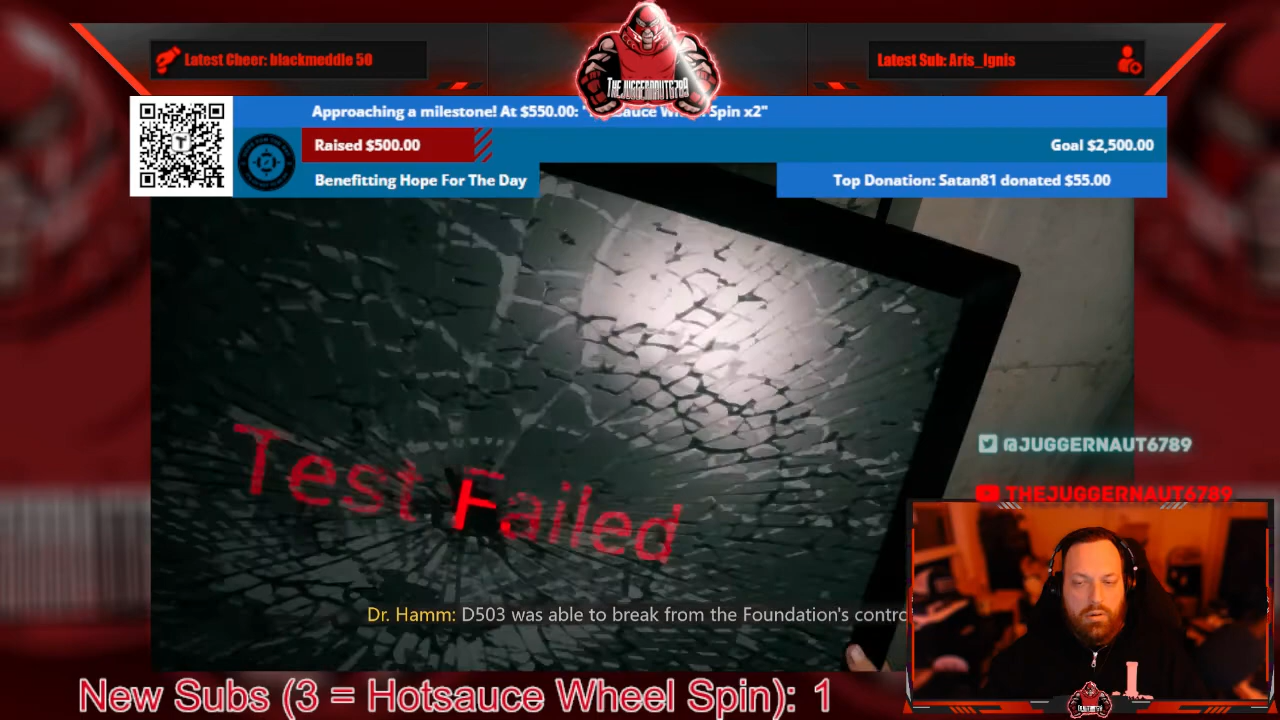 Latest Cheer: blackmeddle 50
THEJUGGERNAUT6789
Latest Sub: Aris_Ignis
Approaching a milestone! At $550.00: " sauce W Spin x2"
Raised $500.00
Goal $2,500.00
Benefitting Hope For The Day
Top Donation: Satan81 donated $55.00
Test Failed
@JUGGERNAUT6789
THEJUGGERNAUT6789
Dr. Hamm: D503 was able to break from the Foundation's contro
New Subs (3 = Hotsauce Wheel Spin): 1